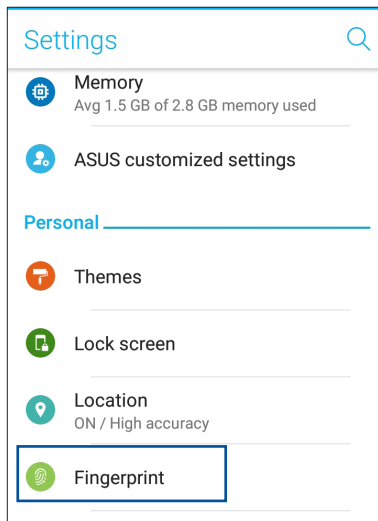 Settings
Memory
Avg 1.5 GB of 2.8 GB memory used
ASUS customized settings
Personal
Themes
Lock screen
Location
ON / High accuracy
Fingerprint